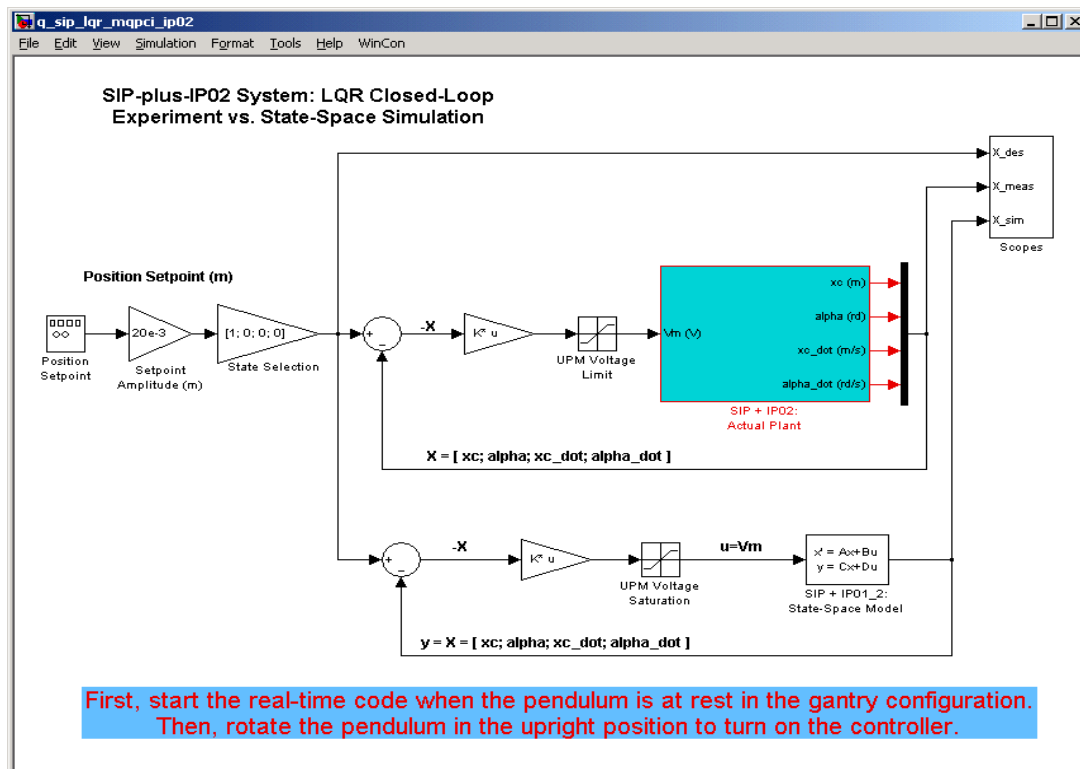 q_sip_lqr_mqpci_ip02
File Edit View Simulation Format Tools Help WinCon
SIP-plus-IP02 System: LQR Closed-Loop
Experiment vs. State-Space Simulation
X_des
X_meas
X_sim
Scopes
Position Setpoint (m)
Position
Setpoint
20e-3
Setpoint
Amplitude (m)
[1; 0; 0; 0]
State Selection
+
−
-X
K* u
UPM Voltage
Limit
Vm (V)
xc (m)
alpha (rd)
xc_dot (m/s)
alpha_dot (rd/s)
SIP + IP02:
Actual Plant
X = [ xc; alpha; xc_dot; alpha_dot ]
+
−
-X
K* u
UPM Voltage
Saturation
u=Vm
x' = Ax+Bu
y = Cx+Du
SIP + IP01_2:
State-Space Model
y = X = [ xc; alpha; xc_dot; alpha_dot ]
First, start the real-time code when the pendulum is at rest in the gantry configuration.
Then, rotate the pendulum in the upright position to turn on the controller.